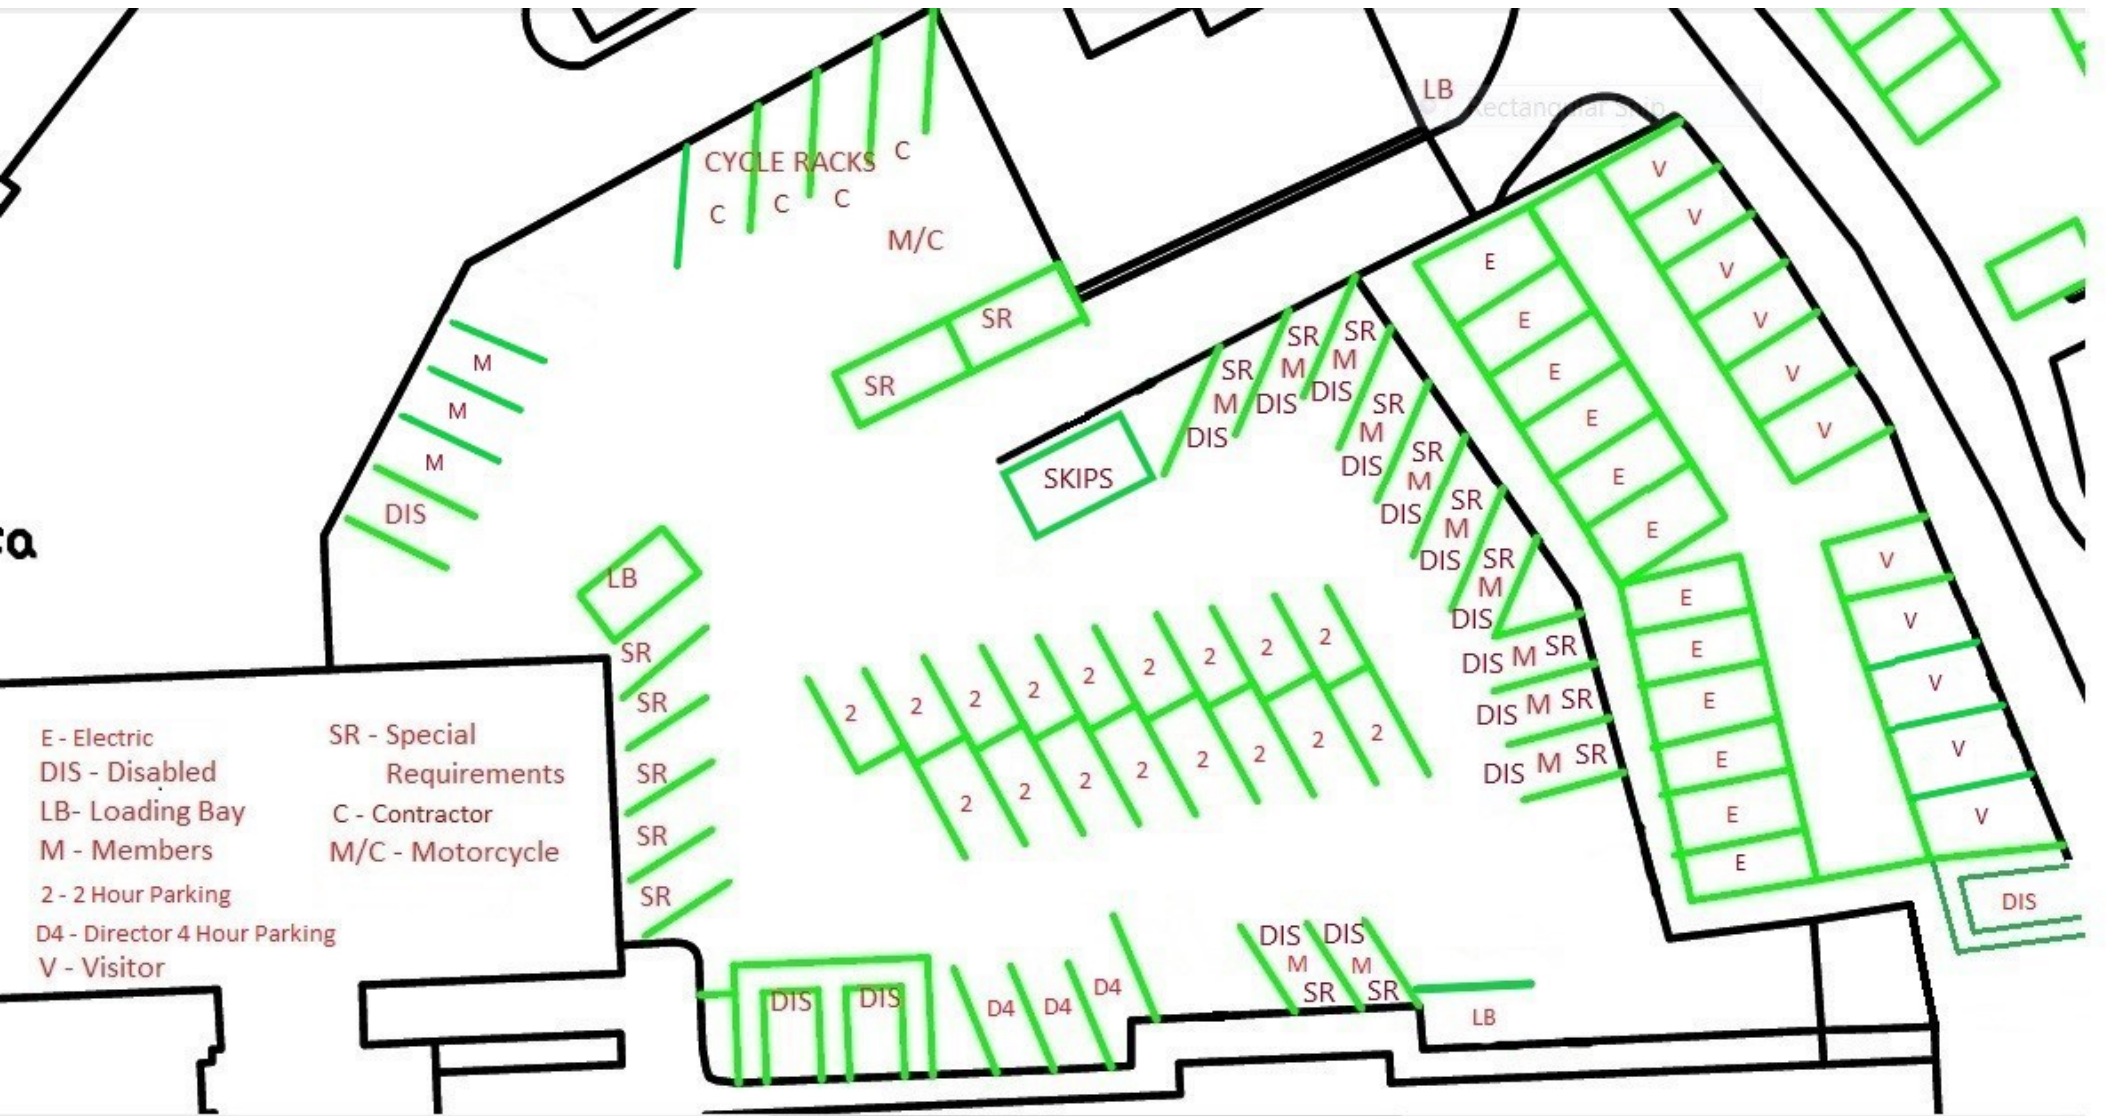 LB
© Rectangular Snip
CYCLE RACKS
C
C
C
C
M/C
V
V
V
V
V
V
E
E
E
E
E
E
SR
SR
M
M
M
DIS
SKIPS
SR
M
DIS
SR
M
DIS
SR
M
DIS
SR
M
DIS
SR
M
DIS
SR
M
DIS
SR
M
DIS
DIS M SR
DIS M SR
DIS M SR
LB
SR
SR
SR
SR
SR
2 2 2 2 2 2 2 2 2
2 2 2 2 2 2 2 2
E
E
E
E
E
E
V
V
V
V
V
DIS
E - Electric
DIS - Disabled
LB- Loading Bay
M - Members
2 - 2 Hour Parking
D4 - Director 4 Hour Parking
V - Visitor
SR - Special
Requirements
C - Contractor
M/C - Motorcycle
DIS
DIS
D4
D4
D4
DIS
M
SR
DIS
M
SR
LB